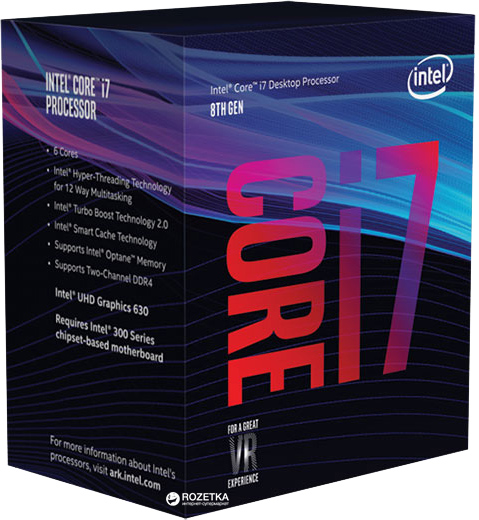 INTEL® CORE™ i7
PROCESSOR
• 6 Cores
• Intel® Hyper-Threading Technology
for 12 Way Multitasking
• Intel® Turbo Boost Technology 2.0
• Intel® Smart Cache Technology
• Supports Intel® Optane™ Memory
• Supports Two-Channel DDR4
Intel® UHD Graphics 630
Requires Intel® 300 Series
chipset-based motherboard
For more information about Intel's
processors, visit ark.intel.com
Intel® Core™ i7 Desktop Processor
8TH GEN
intel®
CORE i7
FOR A GREAT
VR
EXPERIENCE
ROZETKA
интернет-супермаркет